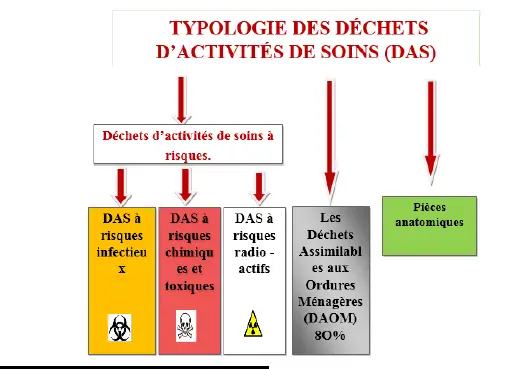 TYPOLOGIE DES DÉCHETS
D’ACTIVITÉS DE SOINS (DAS)
Déchets d’activités de soins à
risques.
DAS à
risques
infectieu
x
DAS à
risques
chimiqu
es et
toxiques
DAS à
risques
radio -
actifs
Les
Déchets
Assimilabl
es aux
Ordures
Ménagères
(DAOM)
8O%
Pièces
anatomiques